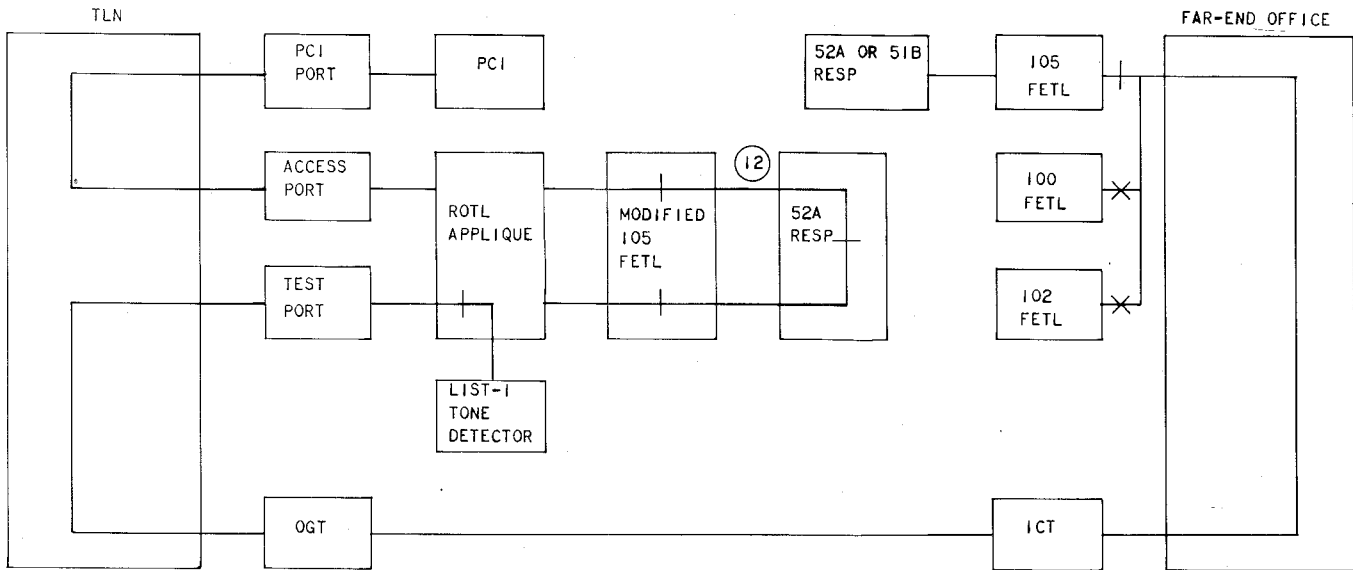 TLN
FAR-END OFFICE
PCI
PORT
PCI
52A OR 51B
RESP
105
FETL
ACCESS
PORT
ROTL
APPLIQUE
MODIFIED
105
FETL
12
52A
RESP
100
FETL
TEST
PORT
102
FETL
LIST-1
TONE
DETECTOR
OGT
ICT